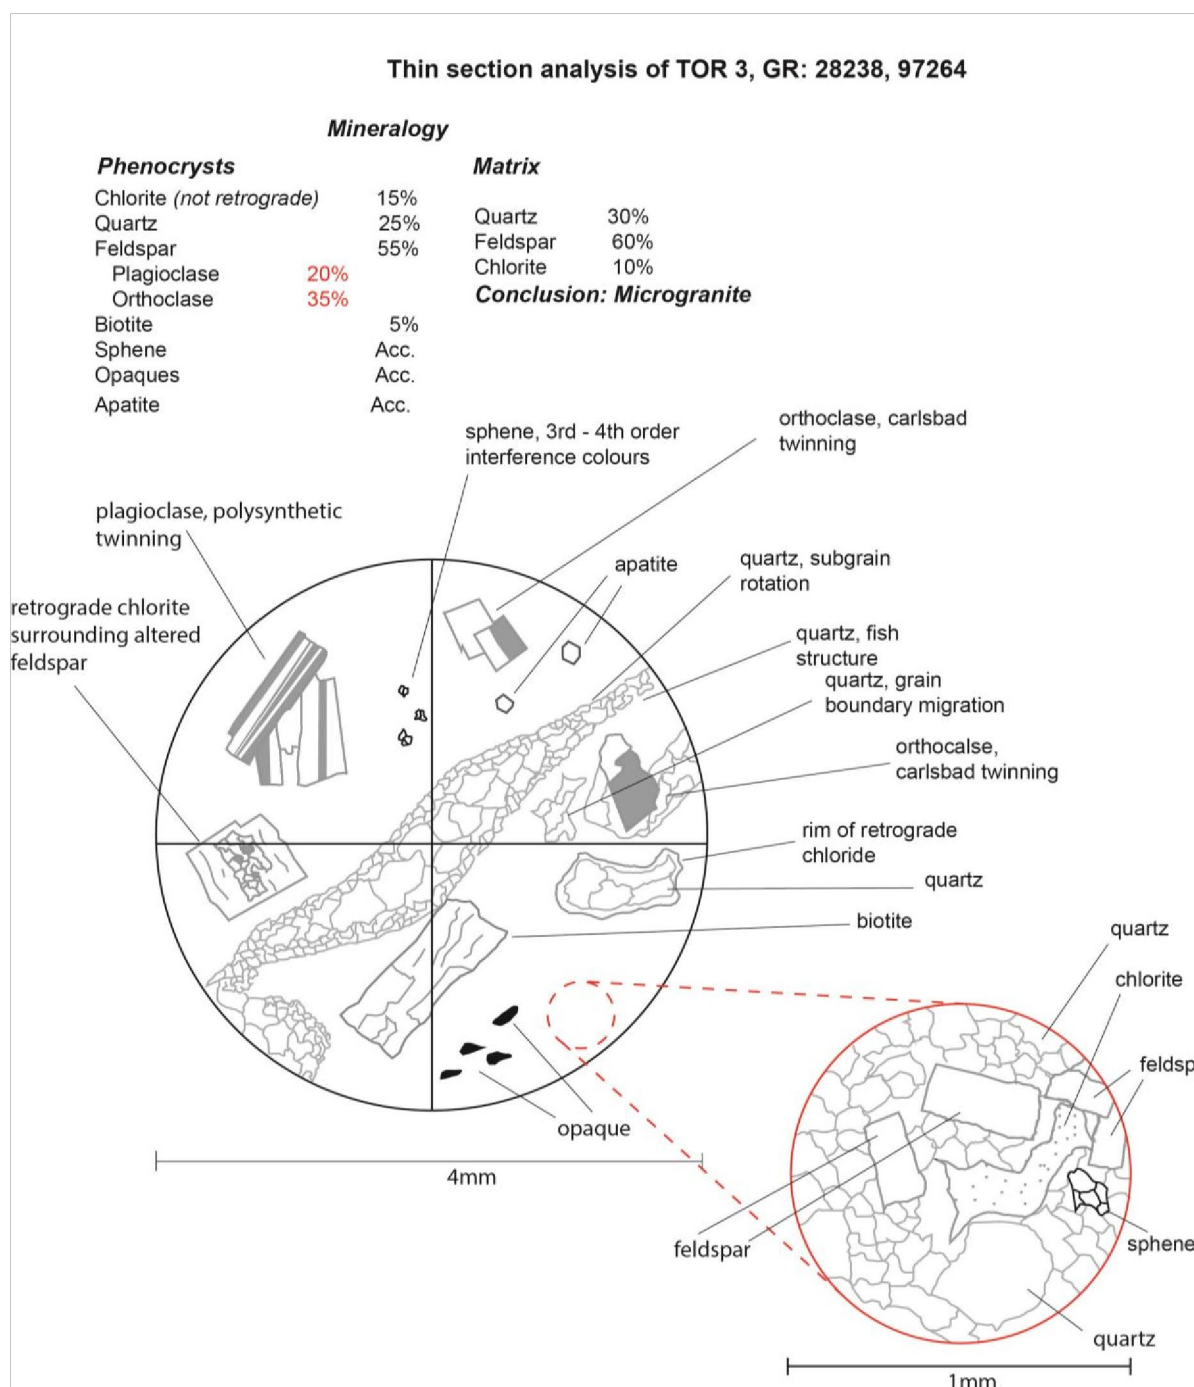 Thin section analysis of TOR 3, GR: 28238, 97264
Mineralogy
Phenocrysts
Chlorite (not retrograde) 15%
Quartz 25%
Feldspar 55%
Plagioclase 20%
Orthoclase 35%
Biotite 5%
Sphene Acc.
Opaques Acc.
Apatite Acc.
Matrix
Quartz 30%
Feldspar 60%
Chlorite 10%
Conclusion: Microgranite
sphene, 3rd - 4th order
interference colours
orthoclase, carlsbad
twinning
plagioclase, polysynthetic
twinning
apatite
quartz, subgrain
rotation
retrograde chlorite
surrounding altered
feldspar
quartz, fish
structure
quartz, grain
boundary migration
orthocalse,
carlsbad twinning
rim of retrograde
chloride
quartz
biotite
quartz
chlorite
feldsp
opaque
4mm
feldspar
sphene
quartz
1mm